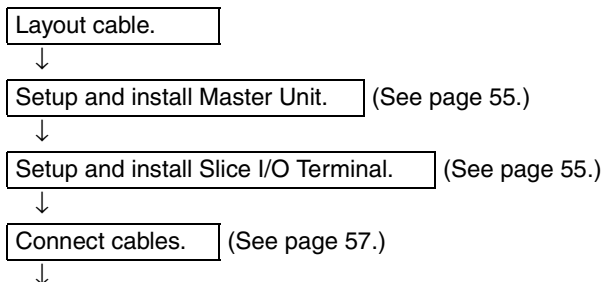 Layout cable.
↓
Setup and install Master Unit. (See page 55.)
↓
Setup and install Slice I/O Terminal. (See page 55.)
↓
Connect cables. (See page 57.)
↓